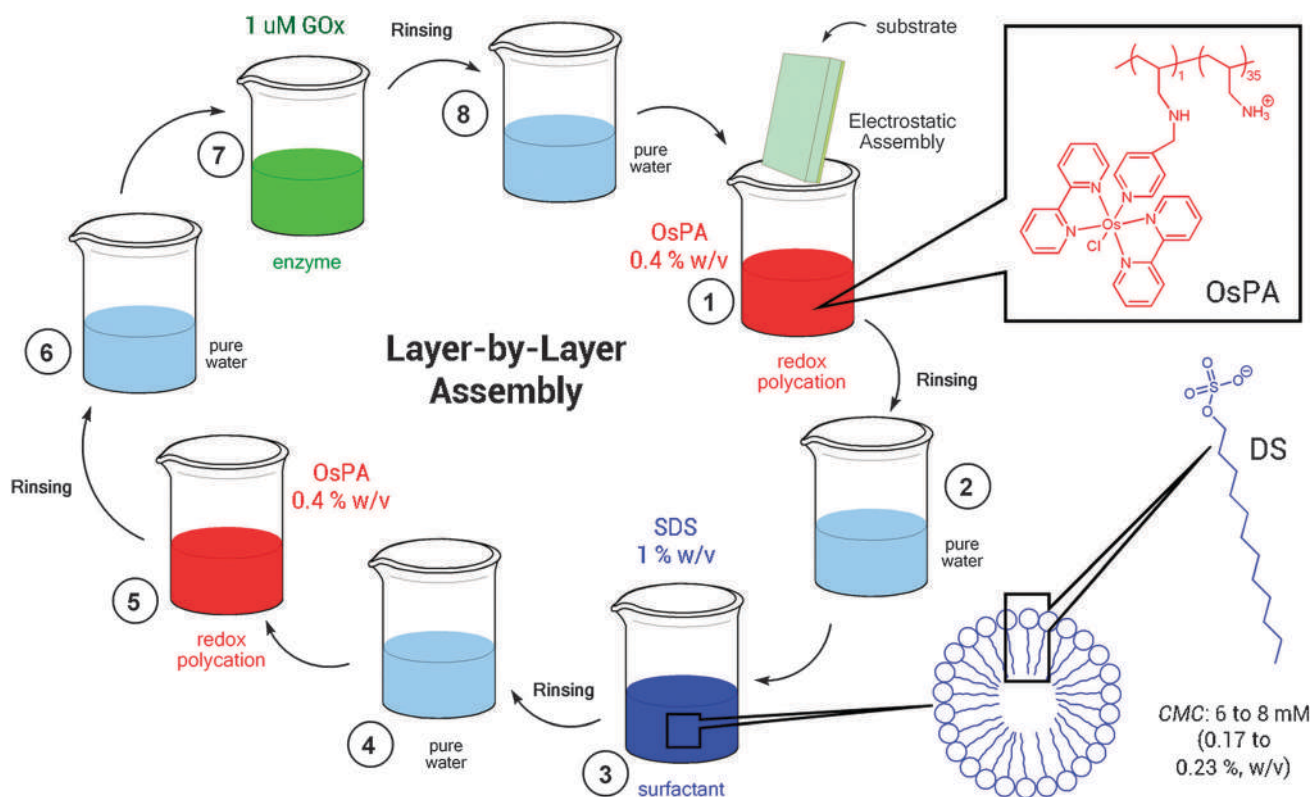 1 uM GOx
7
enzyme
Rinsing
8
pure
water
substrate
Electrostatic
Assembly
OsPA
0.4 % w/v
1
redox
polycation
1
35
NH
NH3
⊕
N
N
N
N
N
Os
Cl
OsPA
Rinsing
2
pure
water
SDS
1 % w/v
3
surfactant
Rinsing
4
pure
water
OsPA
0.4 % w/v
5
redox
polycation
Rinsing
6
pure
water
Layer-by-Layer
Assembly
O
S
O
⊖
O
O
DS
CMC: 6 to 8 mM
(0.17 to
0.23 %, w/v)